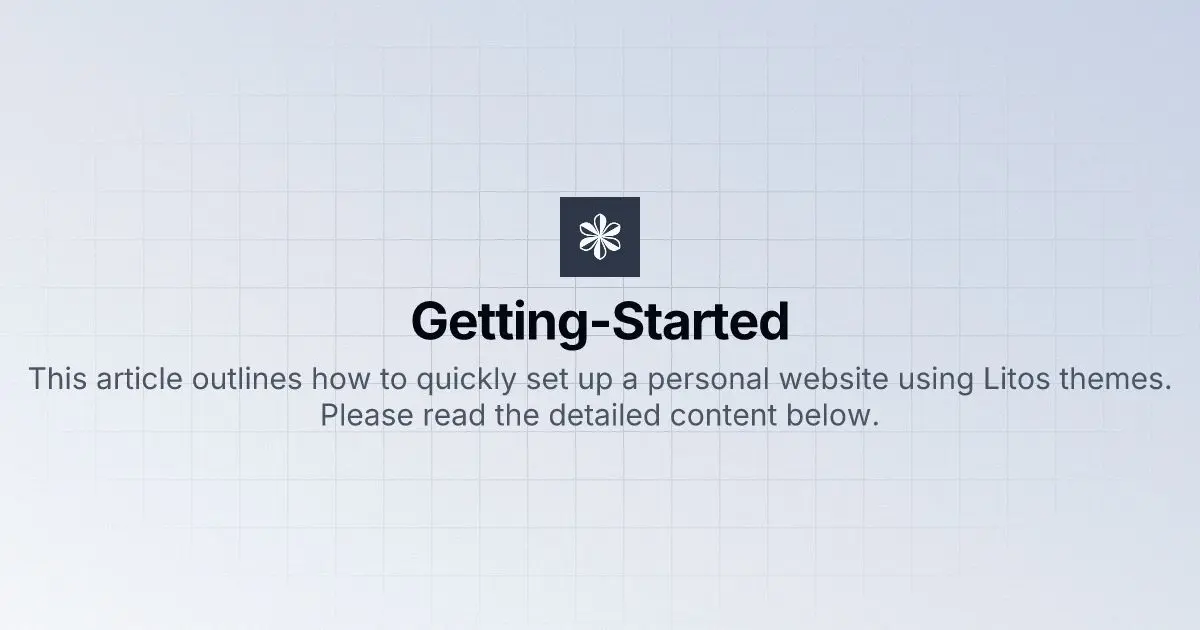 Getting-Started
This article outlines how to quickly set up a personal website using Litos themes.
Please read the detailed content below.